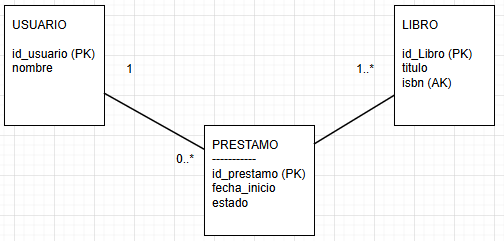 USUARIO
id_usuario (PK)
nombre
1
0..*
PRESTAMO
-----------
id_prestamo (PK)
fecha_inicio
estado
1..*
LIBRO
id_Libro (PK)
titulo
isbn (AK)